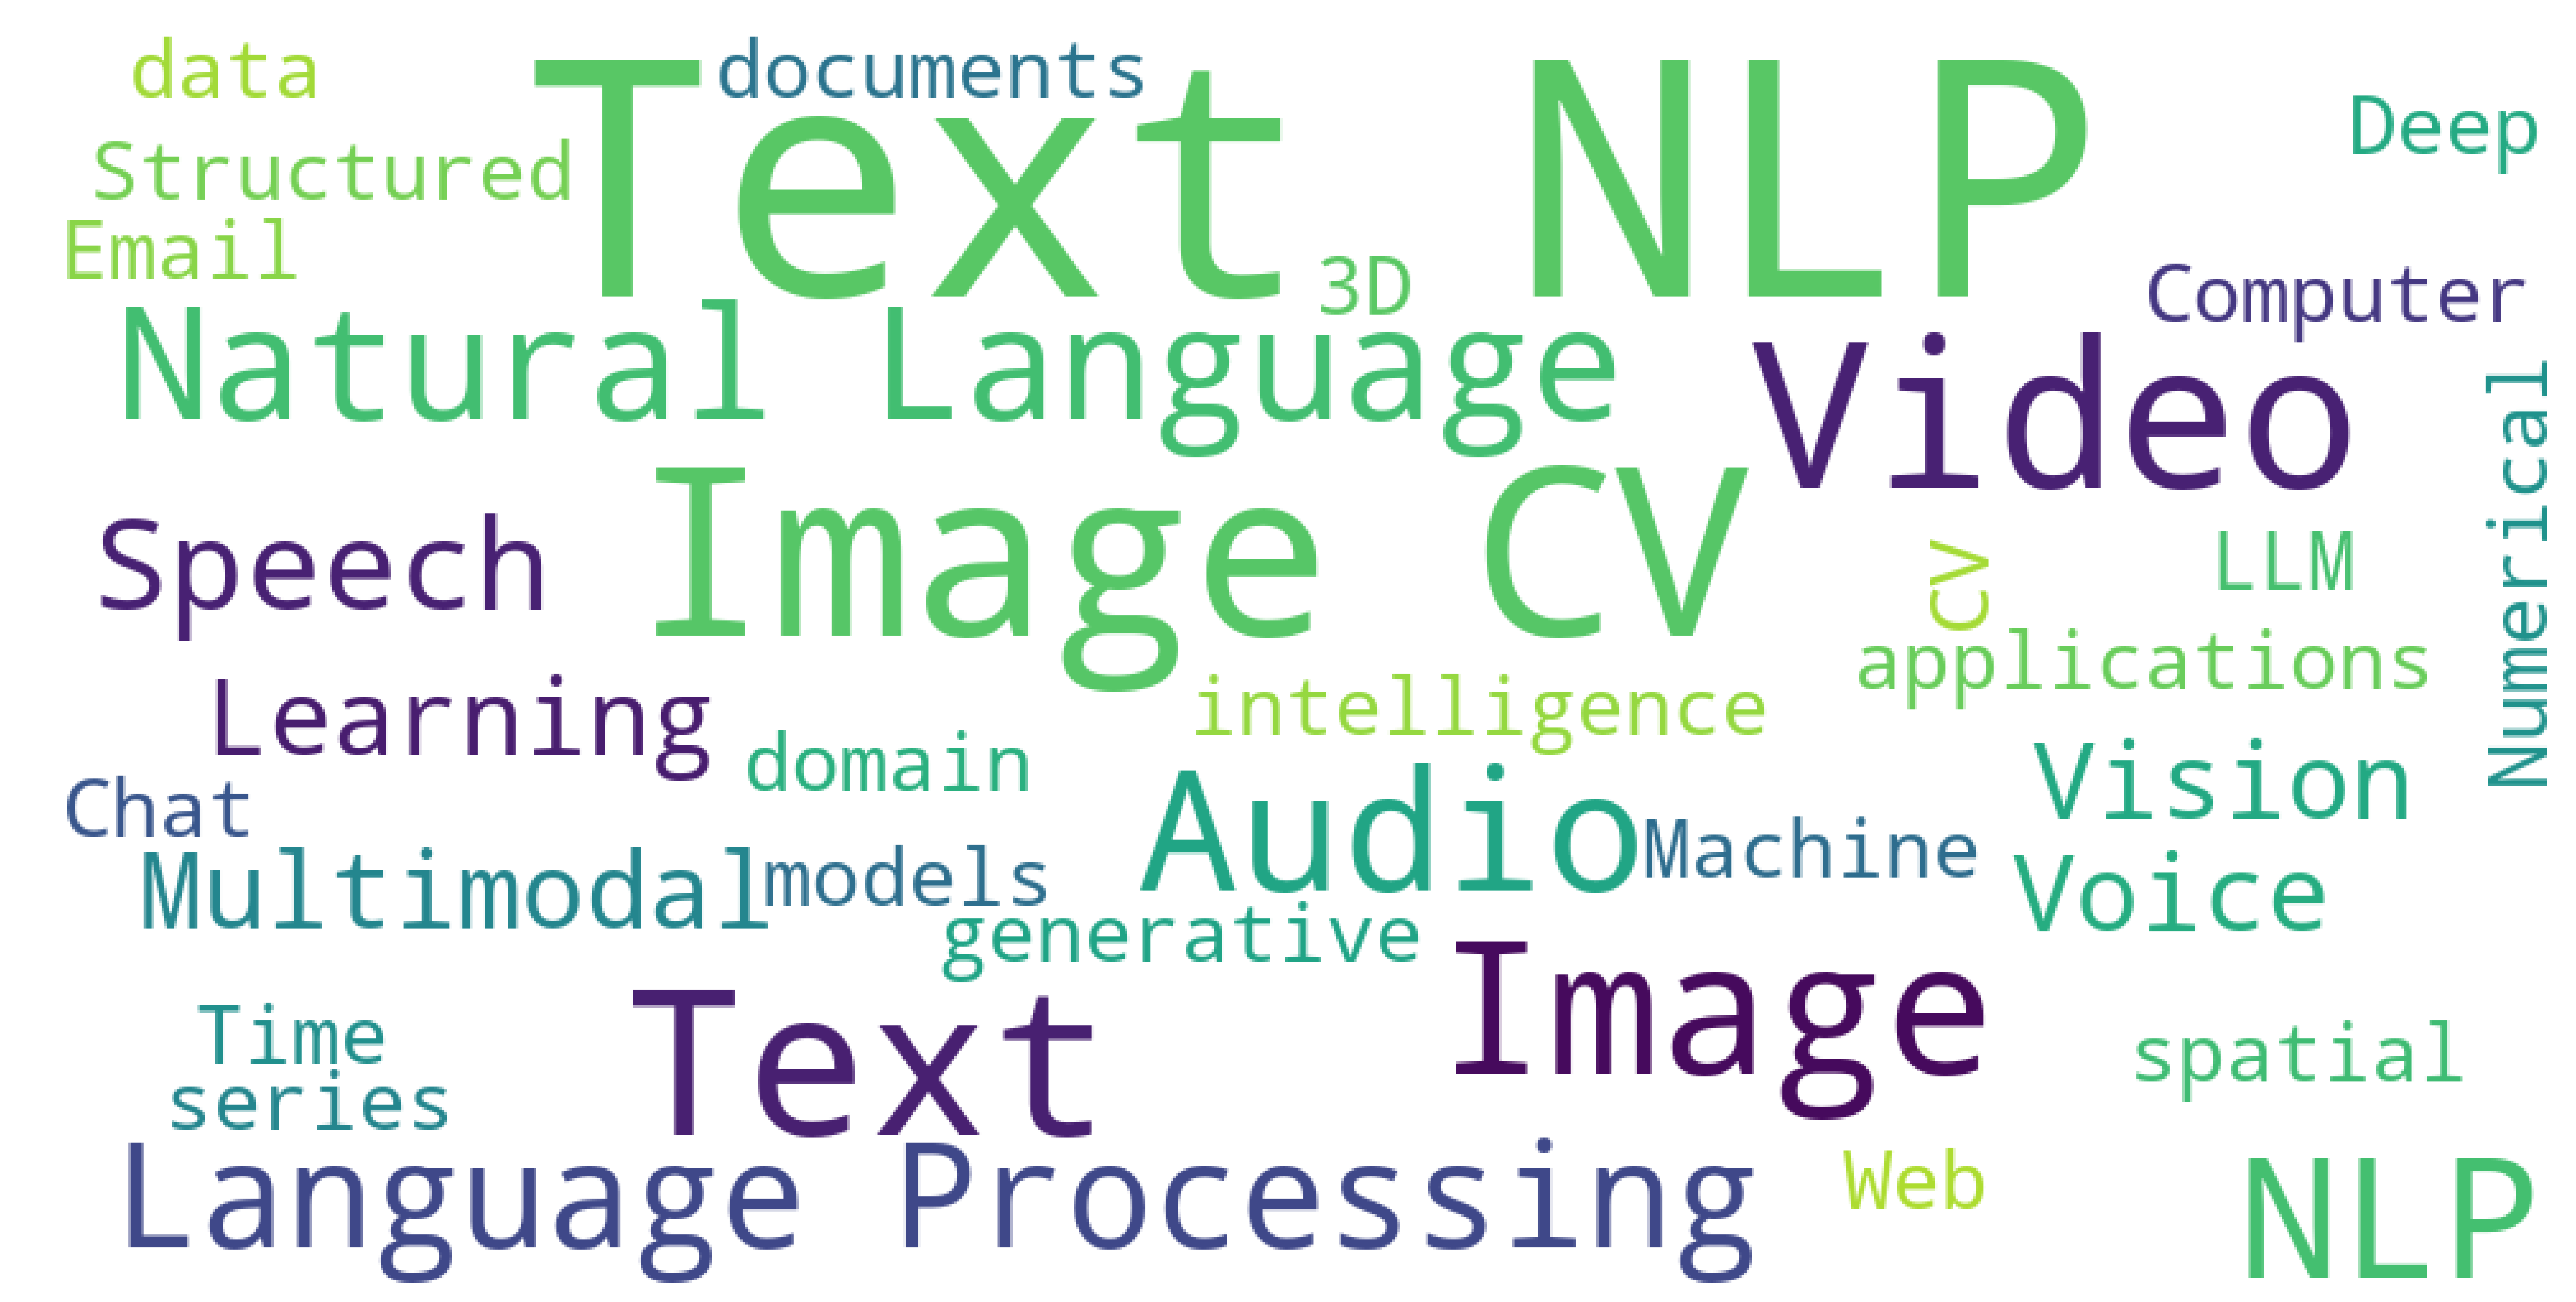 data
documents
Text NLP
Deep
Structured
Email
3D
Computer
Natural Language
Video
Numerical
Image CV
Speech
CV
LLM
applications
Learning
intelligence
domain
Vision
Chat
Audio
Machine
Multimodal
models
Voice
generative
Image
Text
Time
series
spatial
Language Processing
Web
NLP